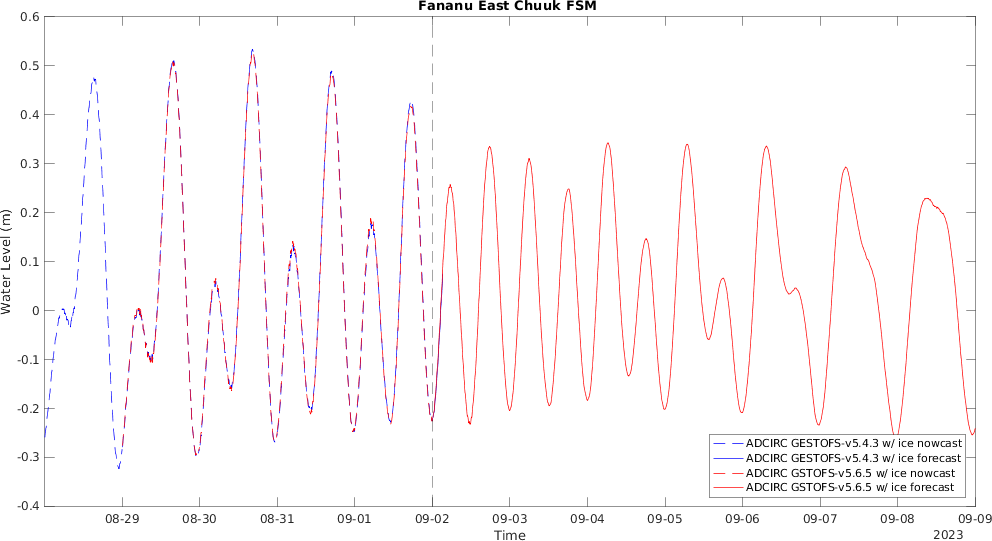 Fananu East Chuuk FSM
0.6
0.5
0.4
0.3
0.2
0.1
0
-0.1
-0.2
-0.3
-0.4
Water Level (m)
ADCIRC GESTOFS-v5.4.3 w/ ice nowcast
ADCIRC GESTOFS-v5.4.3 w/ ice forecast
ADCIRC GSTOFS-v5.6.5 w/ ice nowcast
ADCIRC GSTOFS-v5.6.5 w/ ice forecast
08-29 08-30 08-31 09-01 09-02 09-03 09-04 09-05 09-06 09-07 09-08 09-09
Time
2023